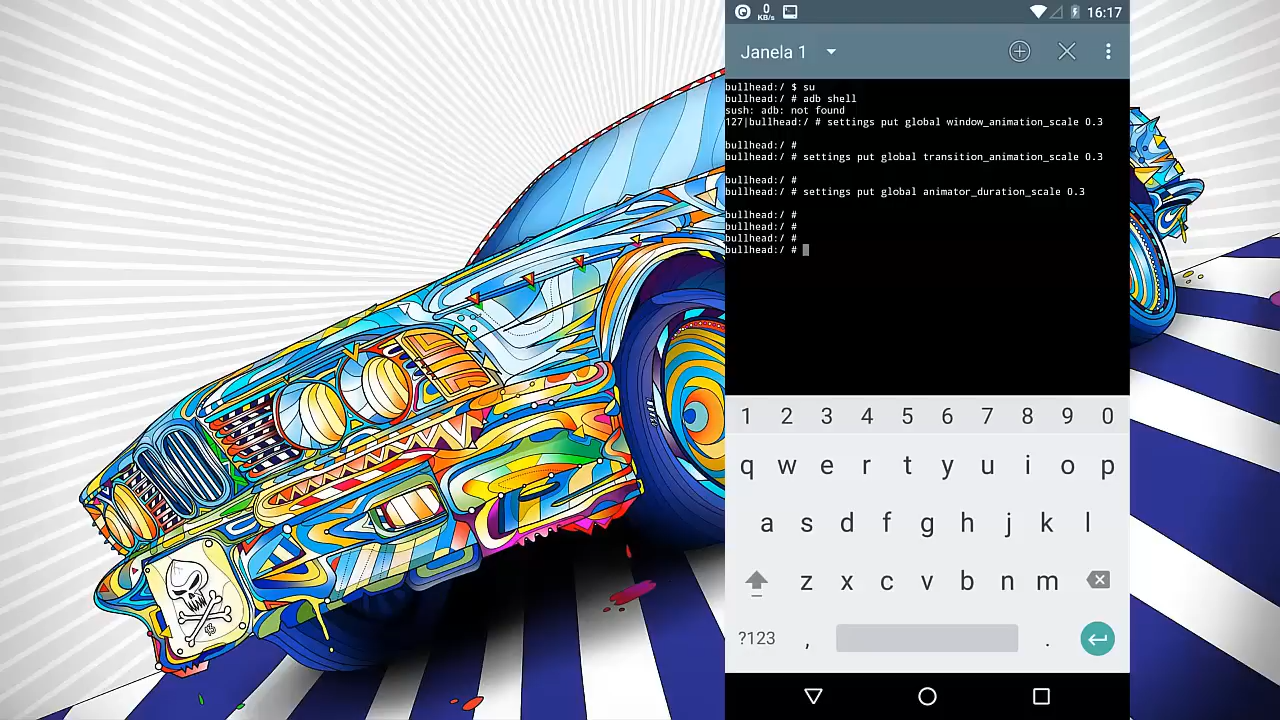 0
KB/s
16:17
Janela 1
bullhead:/ $ su
bullhead:/ # adb shell
sush: adb: not found
127|bullhead:/ # settings put global window_animation_scale 0.3
bullhead:/ #
bullhead:/ # settings put global transition_animation_scale 0.3
bullhead:/ #
bullhead:/ # settings put global animator_duration_scale 0.3
bullhead:/ #
bullhead:/ #
bullhead:/ #
bullhead:/ #
1 2 3 4 5 6 7 8 9 0
q w e r t y u i o p
a s d f g h j k l
z x c v b n m
?123 , .